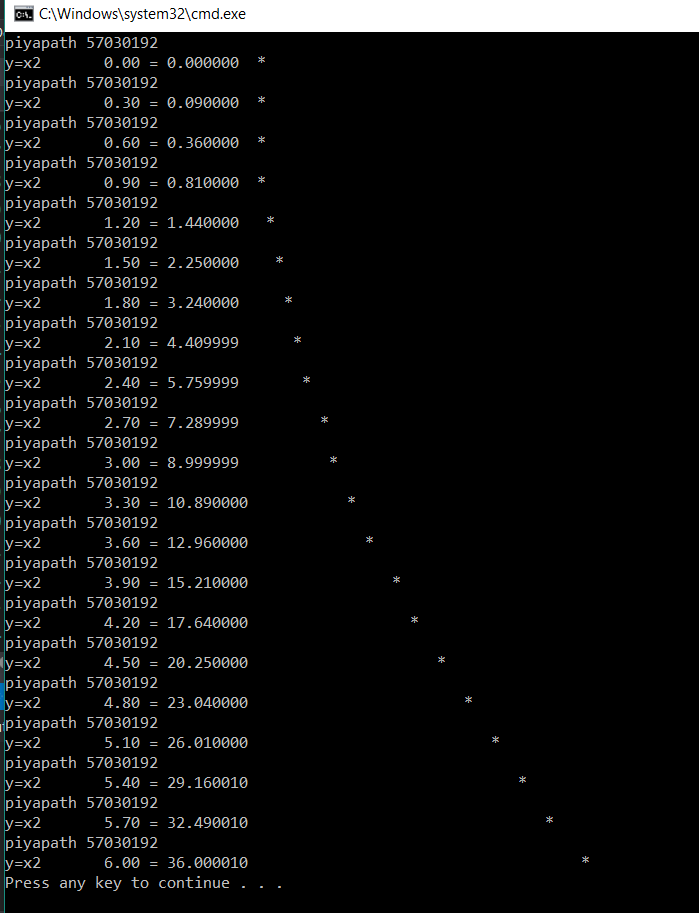 C:\Windows\system32\cmd.exe
piyapath 57030192
y=x2       0.00 = 0.000000  *
piyapath 57030192
y=x2       0.30 = 0.090000  *
piyapath 57030192
y=x2       0.60 = 0.360000  *
piyapath 57030192
y=x2       0.90 = 0.810000  *
piyapath 57030192
y=x2       1.20 = 1.440000   *
piyapath 57030192
y=x2       1.50 = 2.250000    *
piyapath 57030192
y=x2       1.80 = 3.240000     *
piyapath 57030192
y=x2       2.10 = 4.409999      *
piyapath 57030192
y=x2       2.40 = 5.759999       *
piyapath 57030192
y=x2       2.70 = 7.289999         *
piyapath 57030192
y=x2       3.00 = 8.999999          *
piyapath 57030192
y=x2       3.30 = 10.890000           *
piyapath 57030192
y=x2       3.60 = 12.960000             *
piyapath 57030192
y=x2       3.90 = 15.210000                *
piyapath 57030192
y=x2       4.20 = 17.640000                  *
piyapath 57030192
y=x2       4.50 = 20.250000                     *
piyapath 57030192
y=x2       4.80 = 23.040000                        *
piyapath 57030192
y=x2       5.10 = 26.010000                           *
piyapath 57030192
y=x2       5.40 = 29.160010                              *
piyapath 57030192
y=x2       5.70 = 32.490010                                 *
piyapath 57030192
y=x2       6.00 = 36.000010                                     *
Press any key to continue . . .